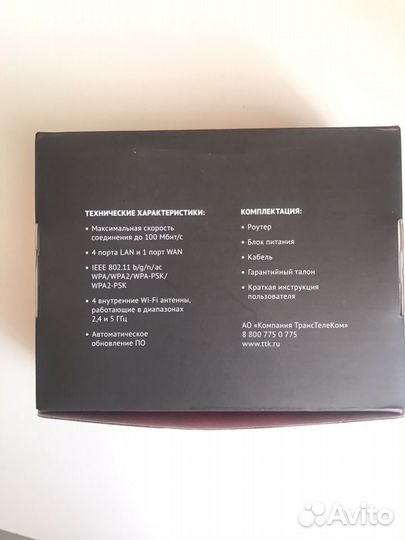 ТЕХНИЧЕСКИЕ ХАРАКТЕРИСТИКИ:
• Максимальная скорость
соединения до 100 Мбит/с
• 4 порта LAN и 1 порт WAN
• IEEE 802.11 b/g/n/ac
WPA/WPA2/WPA-PSK/
WPA2-PSK
• 4 внутренние Wi-Fi антенны,
работающие в диапазонах
2,4 и 5 ГГц
• Автоматическое
обновление ПО
КОМПЛЕКТАЦИЯ:
• Роутер
• Блок питания
• Кабель
• Гарантийный талон
• Краткая инструкция
пользователя
АО «Компания ТрансТелеКом»
8 800 775 0 775
www.ttk.ru
Avito